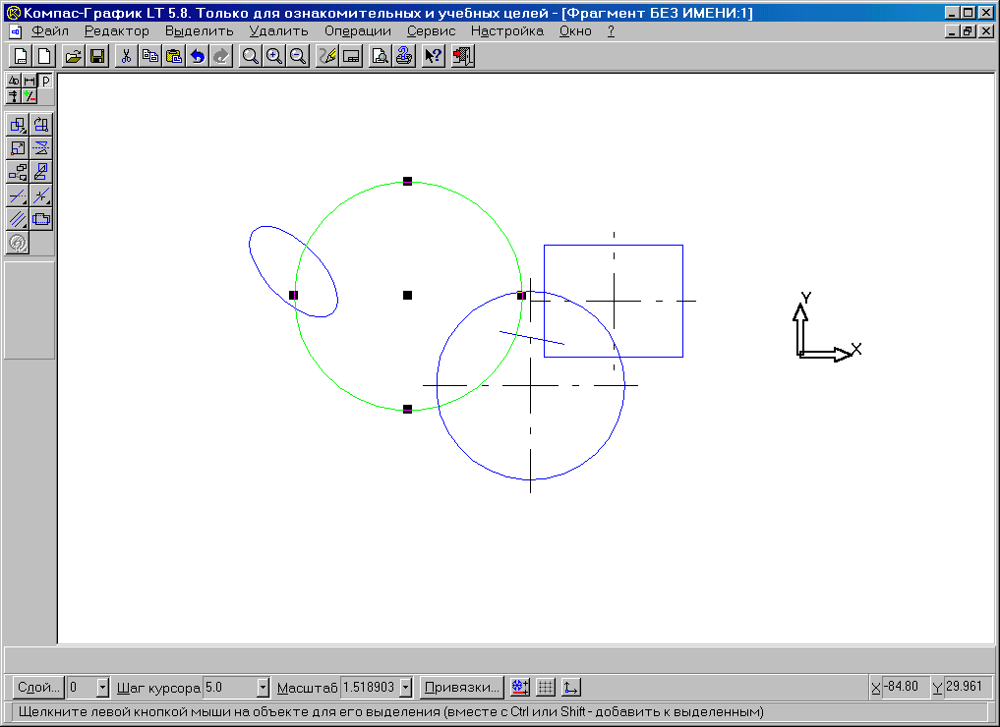 Компас-График LT 5.8. Только для ознакомительных и учебных целей - [Фрагмент БЕЗ ИМЕНИ:1]
Файл Редактор Выделить Удалить Операции Сервис Настройка Окно ?
P
Y
X
Слой... 0 Шаг курсора 5.0 Масштаб 1.518903 Привязки... X -84.80 Y 29.961
Щелкните левой кнопкой мыши на объекте для его выделения (вместе с Ctrl или Shift - добавить к выделенным)